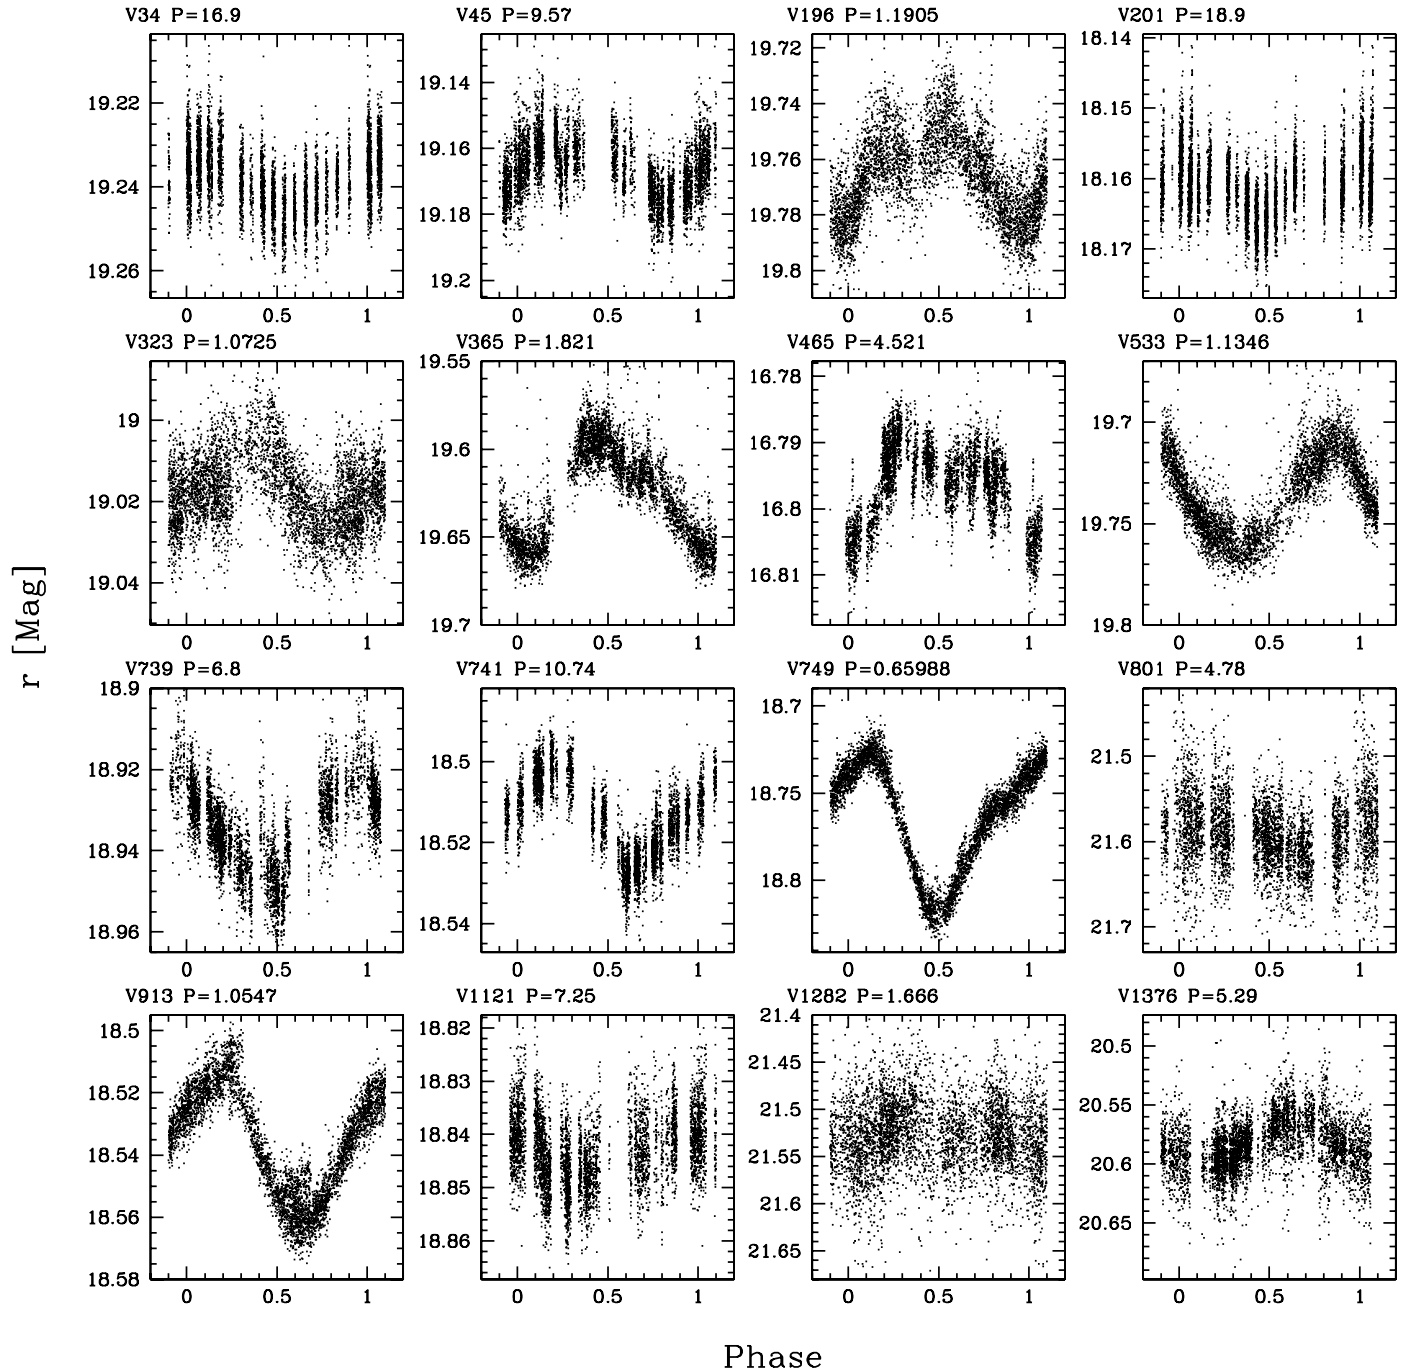 V34 P=16.9 V45 P=9.57 V196 P=1.1905 V201 P=18.9
19.22 19.24 19.26
0 0.5 1
19.14 19.16 19.18 19.2
0 0.5 1
19.72 19.74 19.76 19.78 19.8
0 0.5 1
18.14 18.15 18.16 18.17
0 0.5 1
V323 P=1.0725 V365 P=1.821 V465 P=4.521 V533 P=1.1346
19 19.02 19.04
0 0.5 1
19.55 19.6 19.65 19.7
0 0.5 1
16.78 16.79 16.8 16.81
0 0.5 1
19.7 19.75 19.8
0 0.5 1
r [Mag]
V739 P=6.8 V741 P=10.74 V749 P=0.65988 V801 P=4.78
18.9 18.92 18.94 18.96
0 0.5 1
18.5 18.52 18.54
0 0.5 1
18.7 18.75 18.8
0 0.5 1
21.5 21.6 21.7
0 0.5 1
V913 P=1.0547 V1121 P=7.25 V1282 P=1.666 V1376 P=5.29
18.5 18.52 18.54 18.56 18.58
0 0.5 1
18.82 18.83 18.84 18.85 18.86
0 0.5 1
21.4 21.45 21.5 21.55 21.6 21.65
0 0.5 1
20.5 20.55 20.6 20.65
0 0.5 1
Phase